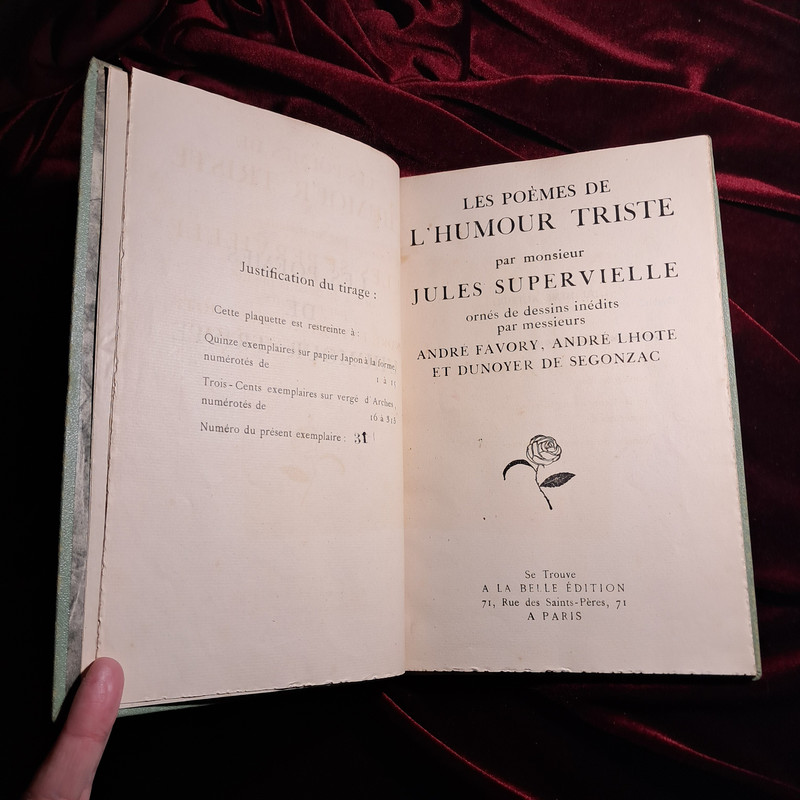 Justification du tirage :
Cette plaquette est restreinte à :
Quinze exemplaires sur papier Japon à la forme,
numérotés de
1 à 15
Trois-Cents exemplaires sur vergé d'Arches,
numérotés de
16 à 315
Numéro du présent exemplaire :
LES POÈMES DE
L'HUMOUR TRISTE
par monsieur
JULES SUPERVIELLE
ornés de dessins inédits
par messieurs
ANDRÉ FAVORY, ANDRÉ LHOTE
ET DUNOYER DE SEGONZAC
Se Trouve
A LA BELLE ÉDITION
71, Rue des Saints-Pères, 71
A PARIS